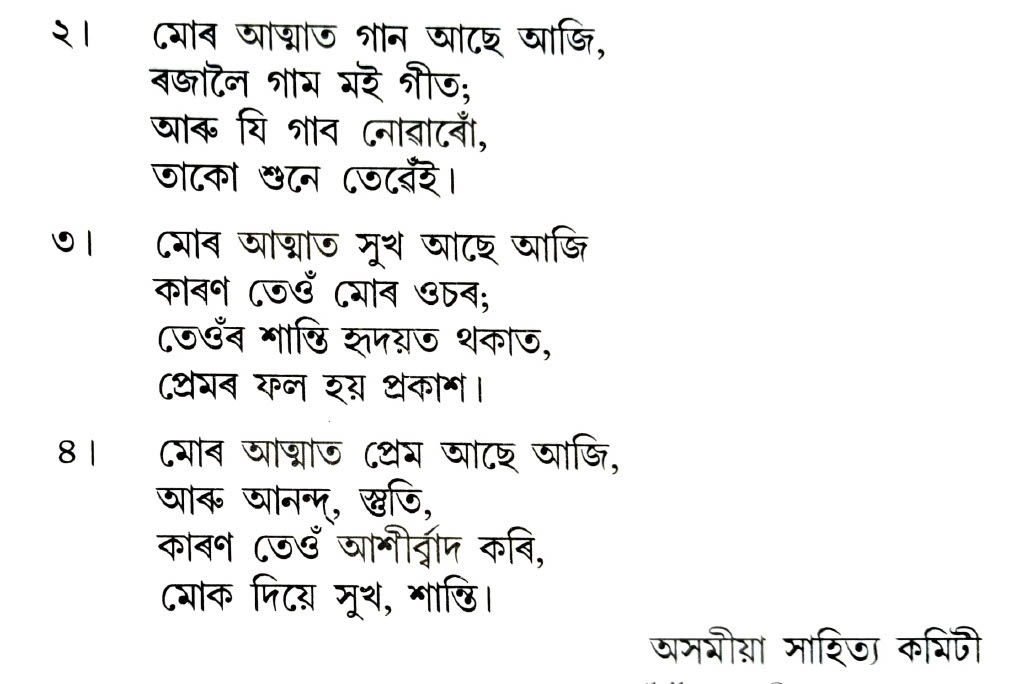 ২।	মোৰ আত্মাত গান আছে আজি,
ৰজালৈ গাম মই গীত;
আৰু যি গাব নোৱাৰোঁ,
তাকো শুনে তেৱেঁই।
৩।	মোৰ আত্মাত সুখ আছে আজি
কাৰণ তেওঁ মোৰ ওচৰ;
তেওঁৰ শান্তি হৃদয়ত থকাত,
প্ৰেমৰ ফল হয় প্ৰকাশ।
৪।	মোৰ আত্মাত প্ৰেম আছে আজি,
আৰু আনন্দ্, স্তুতি,
কাৰণ তেওঁ আশীৰ্ব্বাদ কৰি,
মোক দিয়ে সুখ, শান্তি।
অসমীয়া সাহিত্য কমিটী